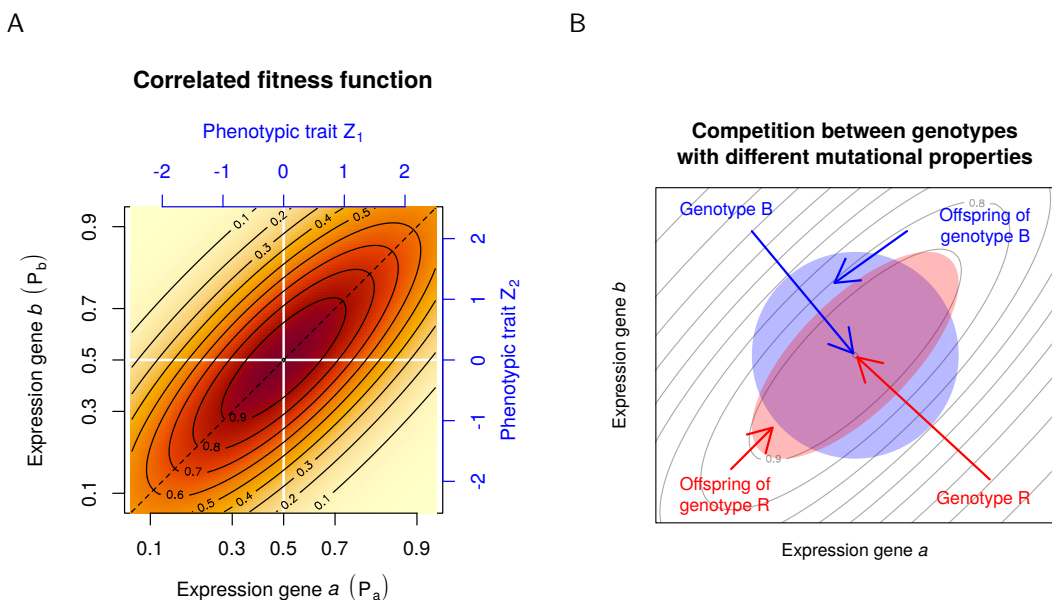 A
Correlated fitness function
Phenotypic trait Z1
-2 -1 0 1 2
0.9
0.7
0.5
0.3
0.1
Expression gene b (Pb)
0.1 0.2 0.3 0.4 0.5
0.9
0.8
0.7
0.6
0.5
0.4
0.3
0.2
0.1
2
1
0
-1
-2
Phenotypic trait Z2
0.1 0.3 0.5 0.7 0.9
Expression gene a (Pa)
B
Competition between genotypes
with different mutational properties
Genotype B
Offspring of
genotype B
0.8
0.9
Offspring of
genotype R
Genotype R
Expression gene b
Expression gene a